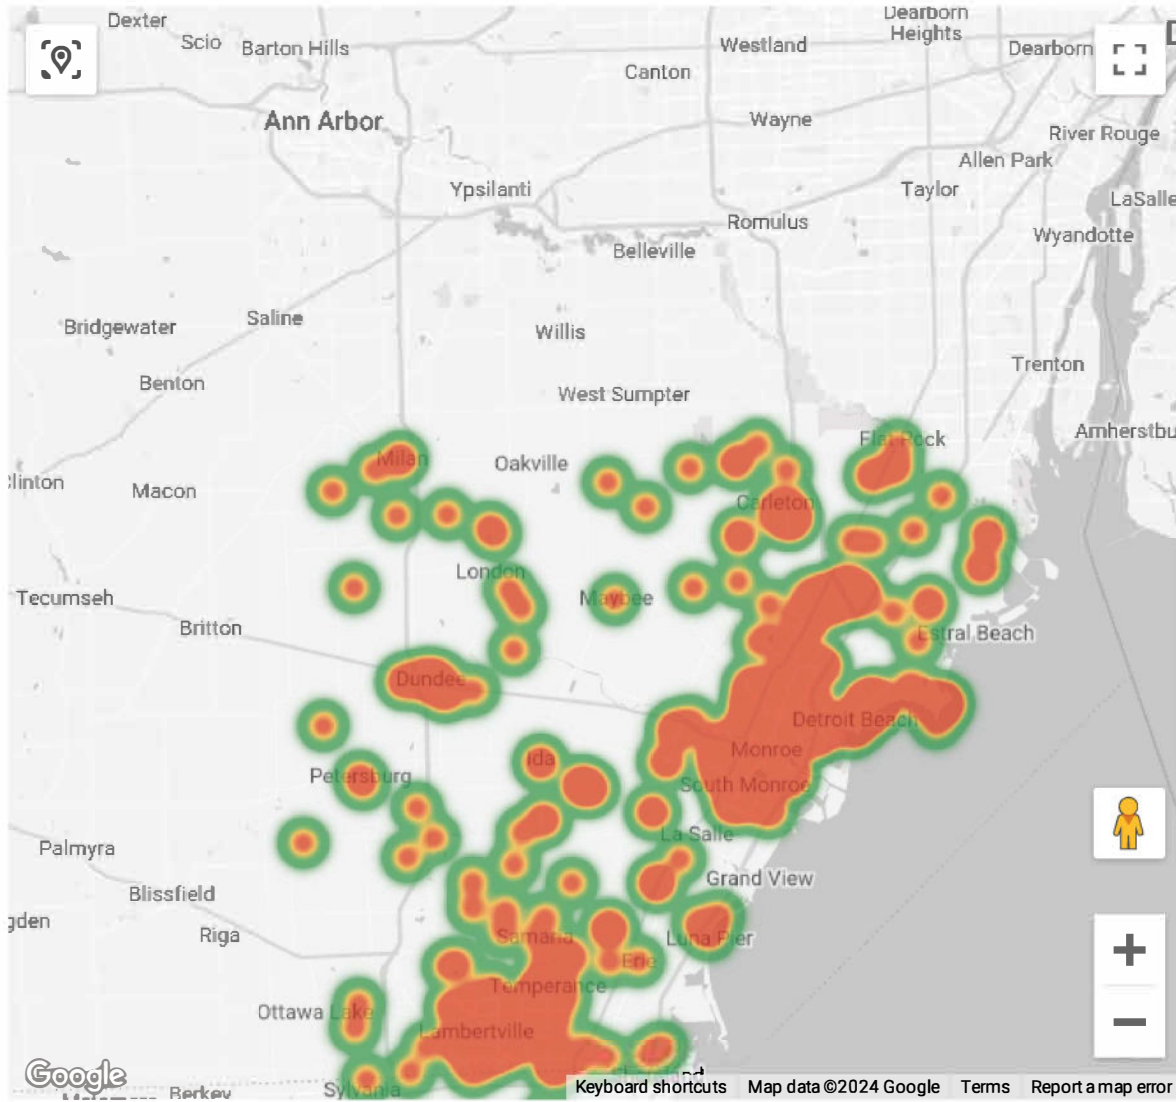 Dexter
Dearborn
Heights
Scio
Barton Hills
Westland
Dearborn
Canton
Ann Arbor
Wayne
River Rouge
Allen Park
Ypsilanti
Taylor
LaSalle
Romulus
Wyandotte
Belleville
Bridgewater
Saline
Willis
Trenton
Benton
West Sumpter
Flat Rock
Amherstbu
Milan
Oakville
Clinton
Macon
Carleton
London
Tecumseh
Maybee
Britton
Estral Beach
Dundee
Detroit Beach
Monroe
Ida
Petersburg
South Monroe
La Salle
Palmyra
Grand View
Blissfield
gden
Riga
Samaria
Luna Pier
Erie
Temperance
Ottawa Lake
Lambertville
Google
Sylvania
Berkey
Keyboard shortcuts
Map data ©2024 Google
Terms
Report a map error